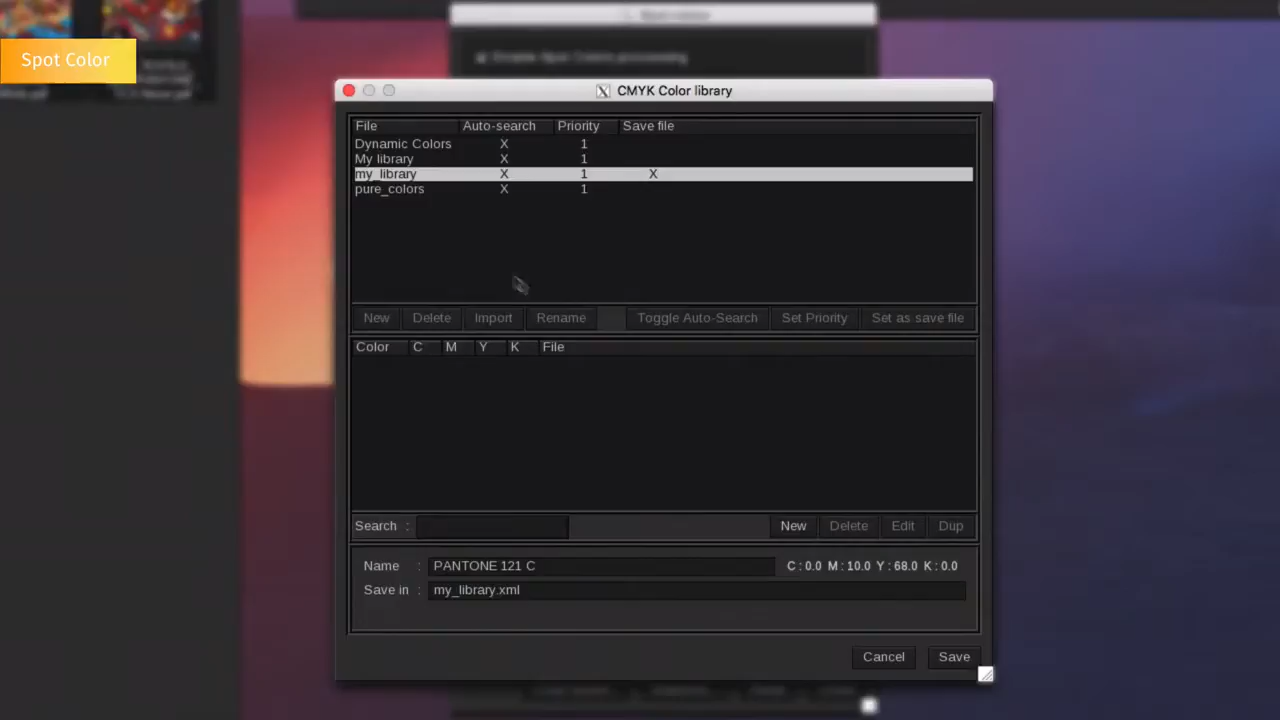 Spot Color
CMYK Color library
File Auto-search Priority Save file
Dynamic Colors X 1
My library X 1
my_library X 1 X
pure_colors X 1
New Delete Import Rename Toggle Auto-Search Set Priority Set as save file
Color C M Y K File
Search : New Delete Edit Dup
Name : PANTONE 121 C C : 0.0 M : 10.0 Y : 68.0 K : 0.0
Save in : my_library.xml
Cancel Save